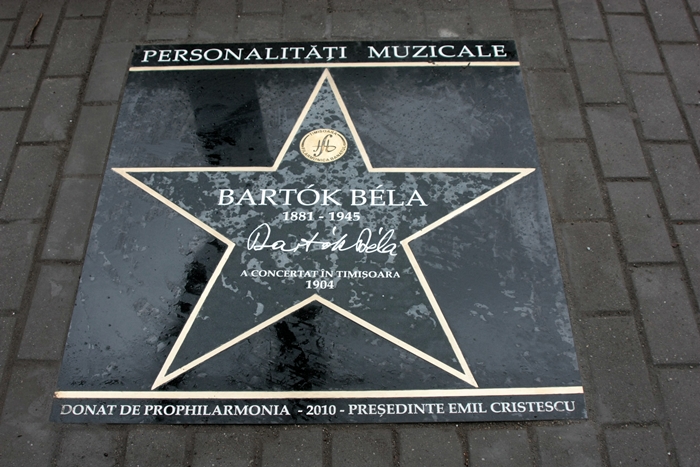 PERSONALITĂȚI MUZICALE
BARTÓK BÉLA
1881 - 1945
Bartók Béla
A CONCERTAT ÎN TIMIȘOARA
1904
DONAT DE PROPHILARMONIA - 2010 - PREȘEDINTE EMIL CRISTESCU